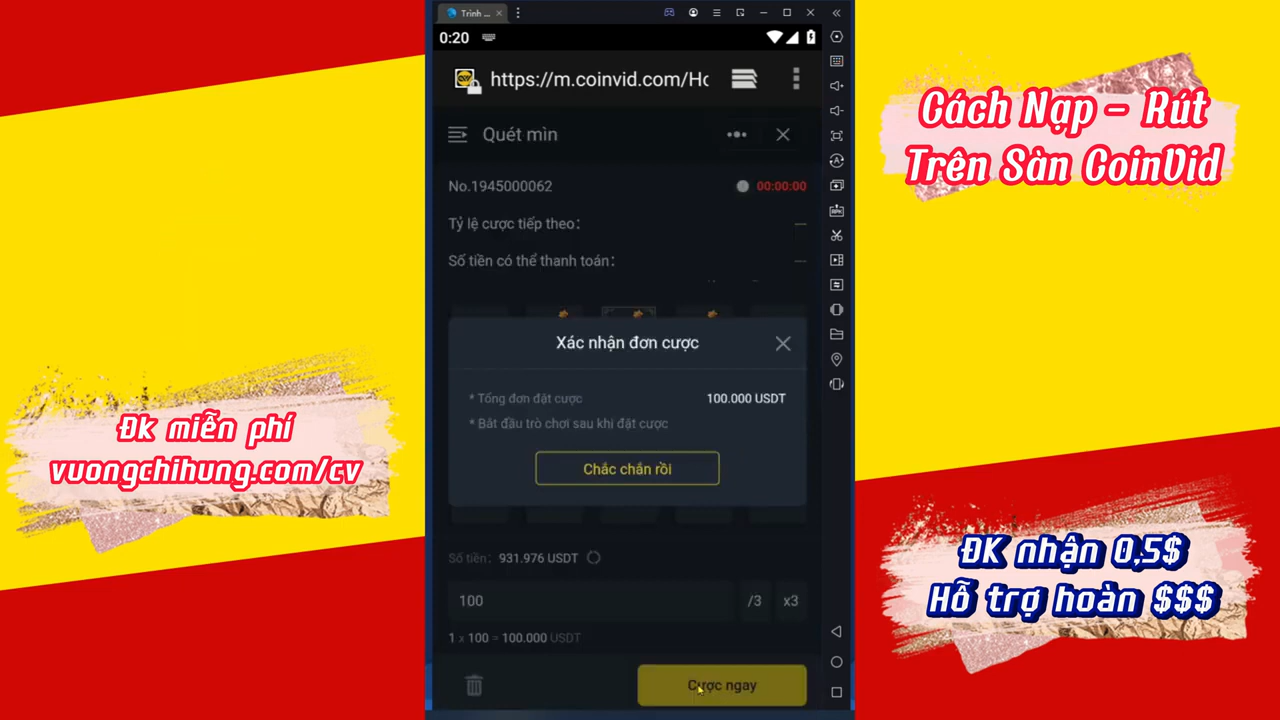 Trình ...
0:20
https://m.coinvid.com/Ho
Quét mìn
No.1945000062
00:00:00
Tỷ lệ cược tiếp theo:
Số tiền có thể thanh toán:
Xác nhận đơn cược
* Tổng đơn đặt cược 100.000 USDT
* Bắt đầu trò chơi sau khi đặt cược
Chắc chắn rồi
Số tiền: 931.976 USDT
100
/3
x3
1 x 100 = 100.000 USDT
Cược ngay
Đk miễn phí
vuongchihung.com/cv
Cách Nạp - Rút
Trên Sàn CoinVid
ĐK nhận 0,5$
Hỗ trợ hoàn $$$